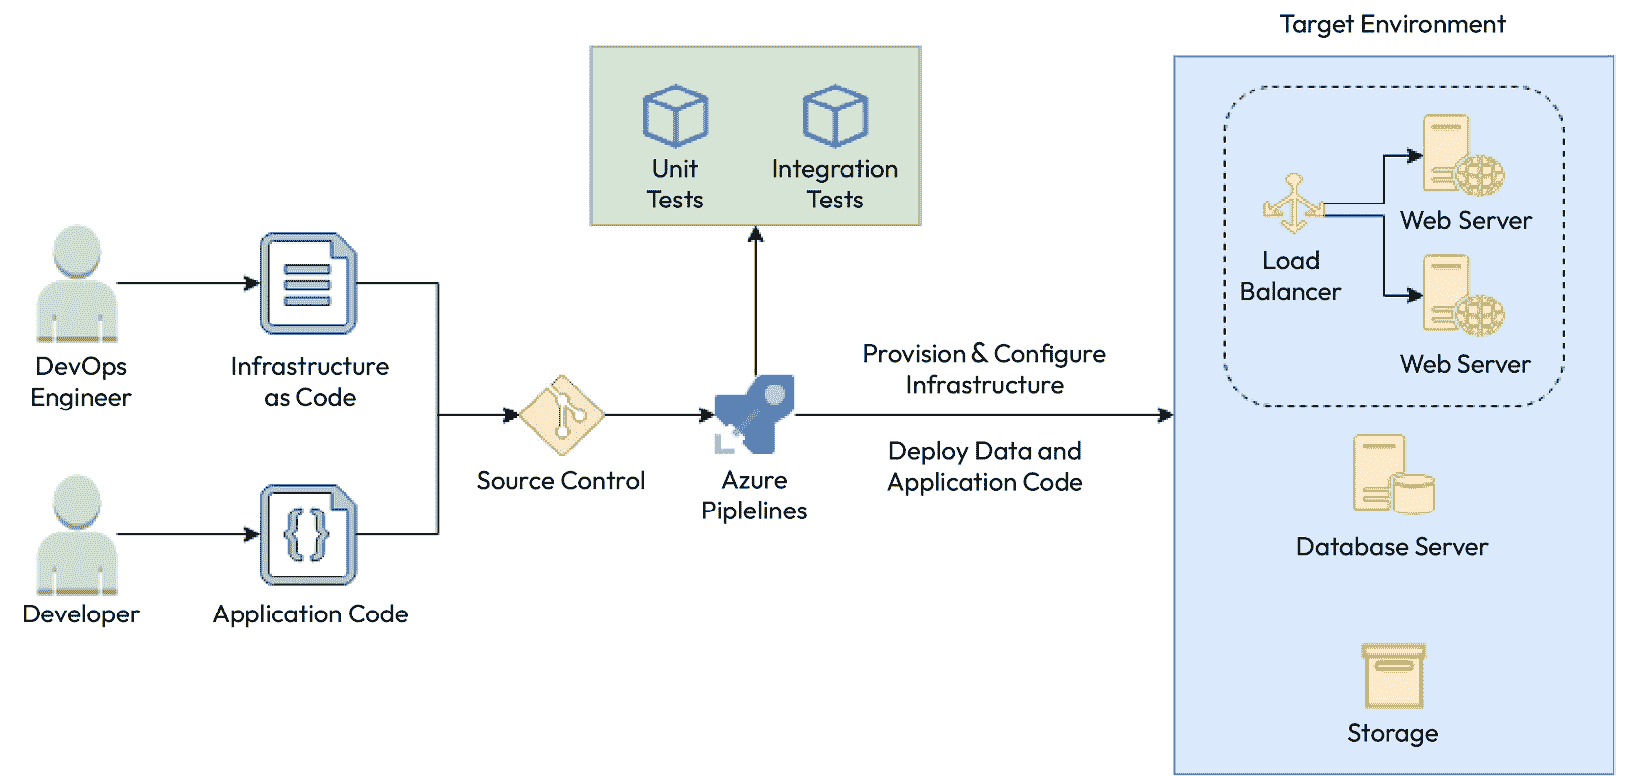 Target Environment
Unit
Tests
Integration
Tests
Web Server
Load
Balancer
Web Server
DevOps
Engineer
Infrastructure
as Code
Provision & Configure
Infrastructure
Source Control
Azure
Piplelines
Deploy Data and
Application Code
Database Server
Developer
Application Code
Storage